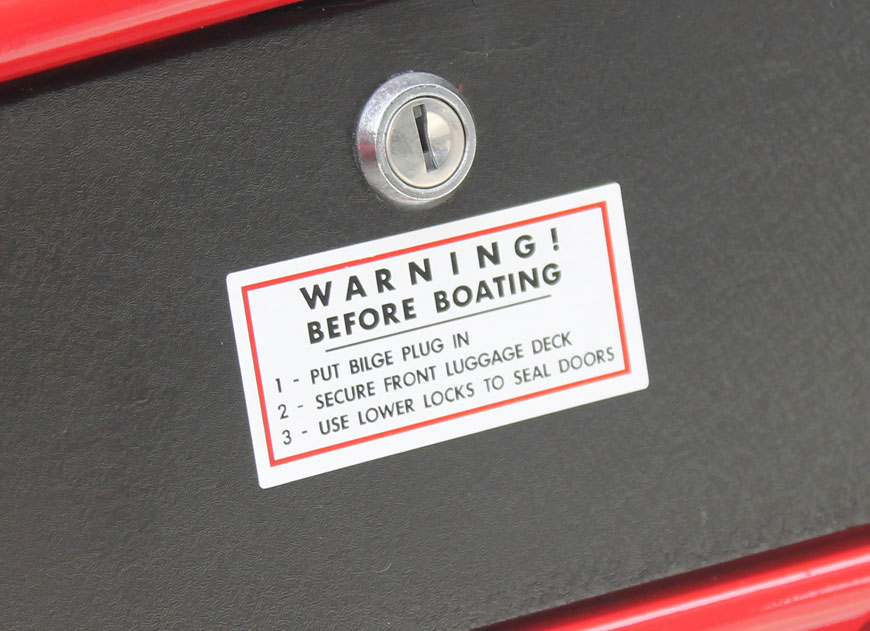 WARNING!
BEFORE BOATING
1 - PUT BILGE PLUG IN
2 - SECURE FRONT LUGGAGE DECK
3 - USE LOWER LOCKS TO SEAL DOORS